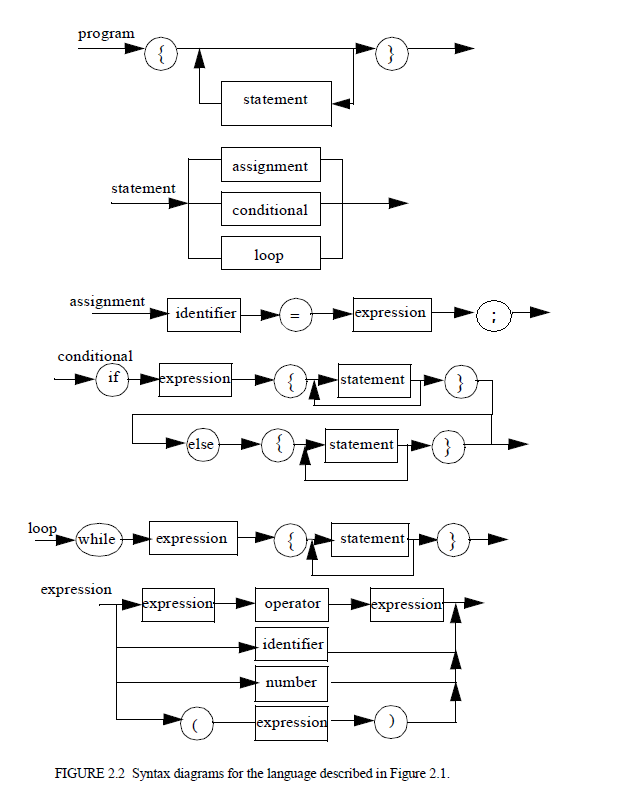 program
{ }
statement
assignment
statement
conditional
loop
assignment
identifier = expression ;
conditional
if expression { statement }
else { statement }
loop
while expression { statement }
expression
expression operator expression
identifier
number
( expression )
FIGURE 2.2 Syntax diagrams for the language described in Figure 2.1.